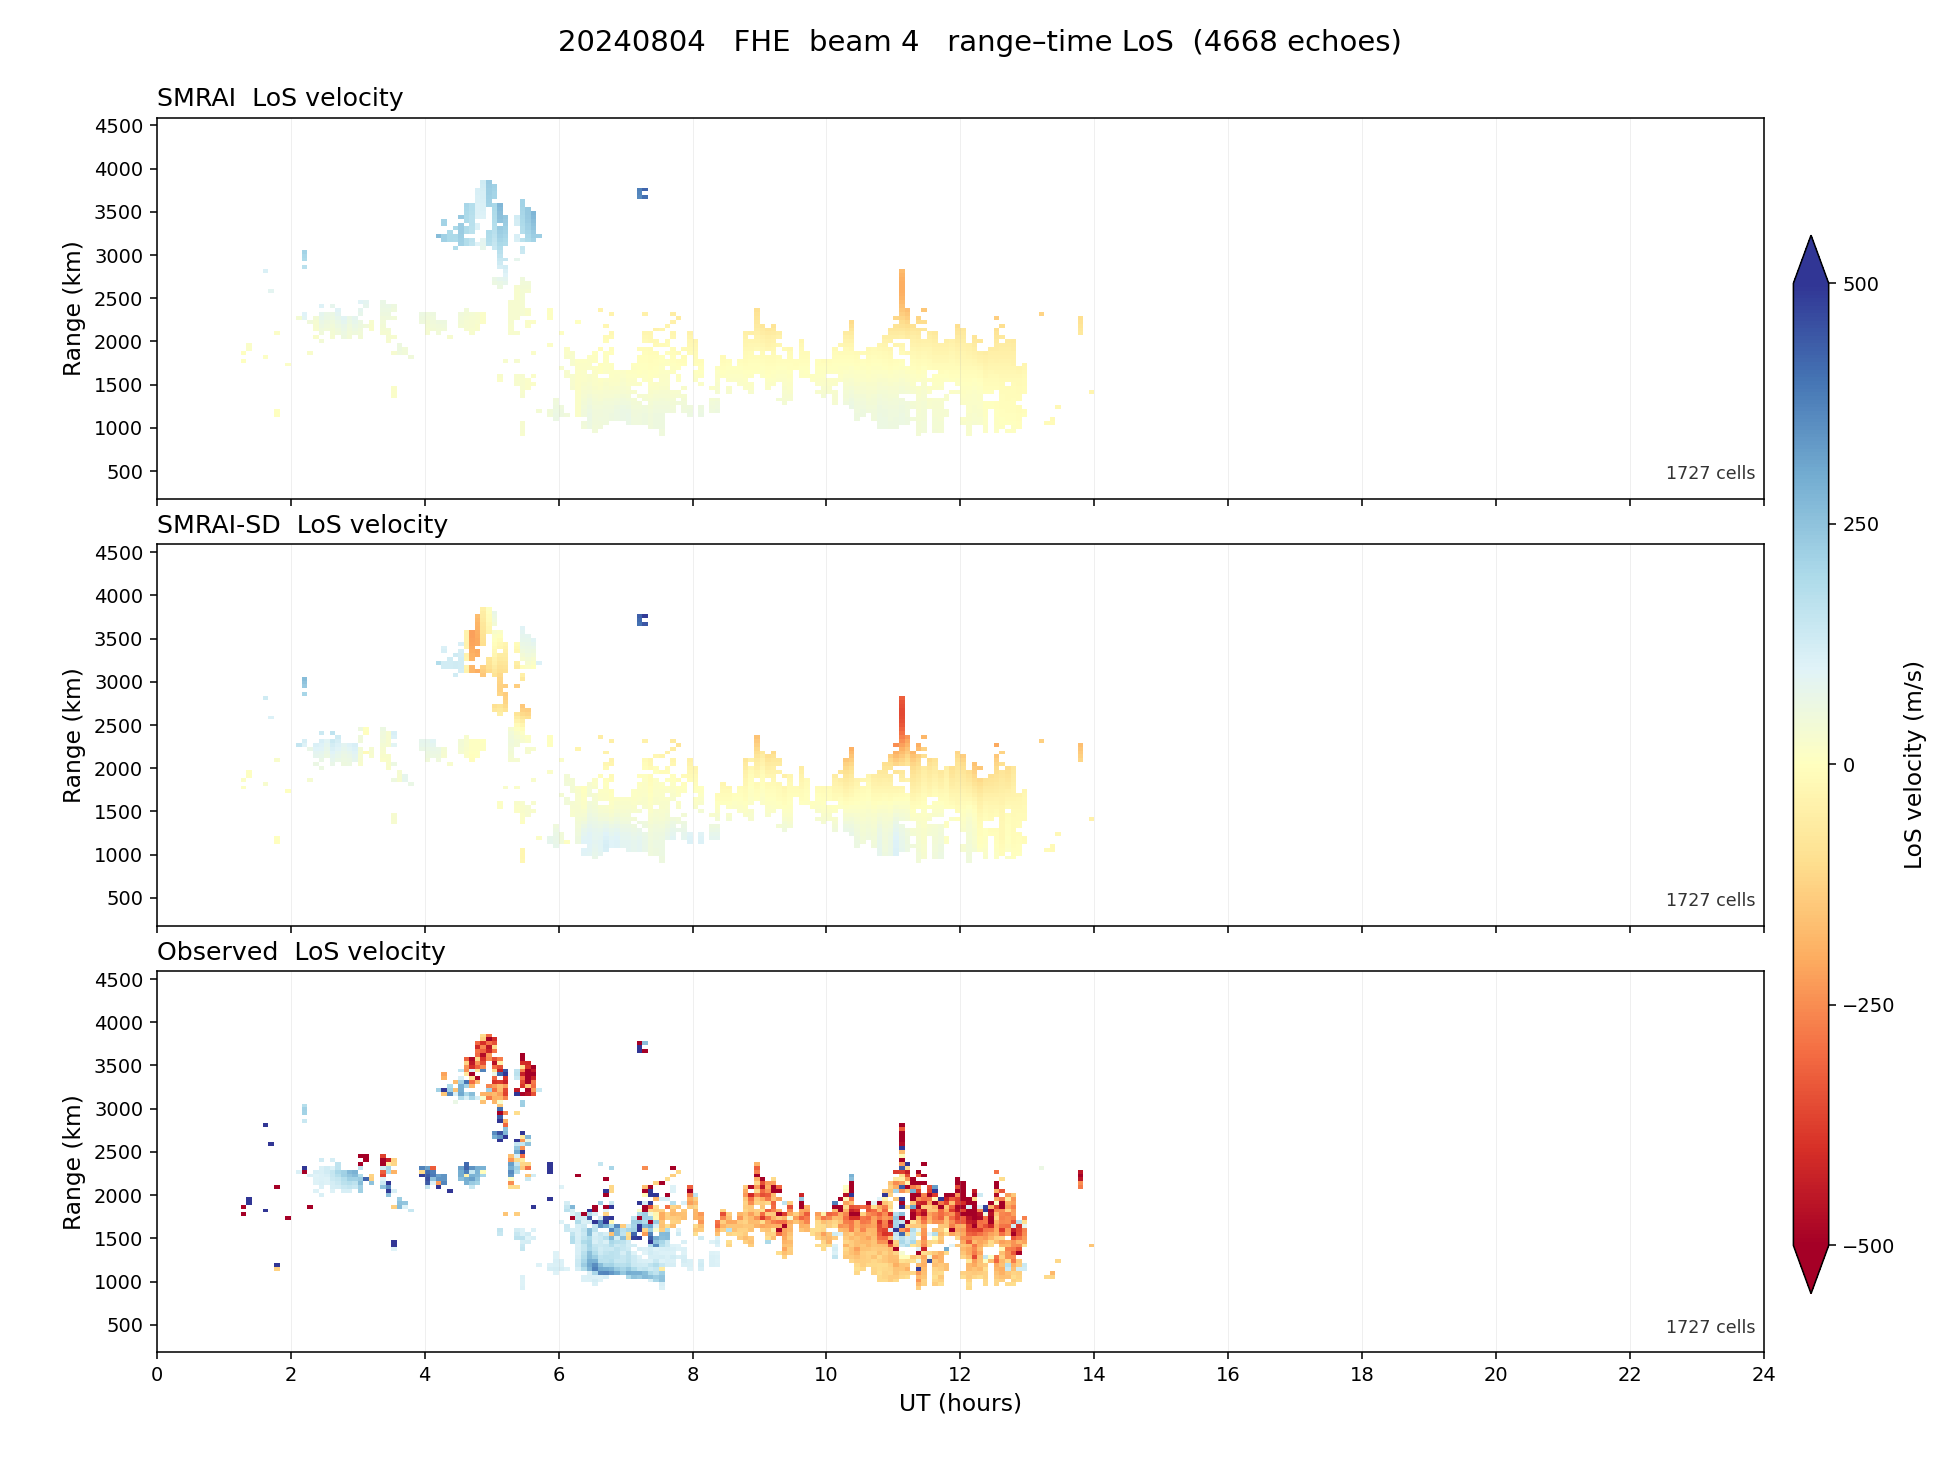 20240804 FHE beam 4 range–time LoS (4668 echoes)
SMRAI LoS velocity
4500
4000
3500
3000
2500
2000
1500
1000
500
Range (km)
1727 cells
SMRAI-SD LoS velocity
4500
4000
3500
3000
2500
2000
1500
1000
500
Range (km)
1727 cells
Observed LoS velocity
4500
4000
3500
3000
2500
2000
1500
1000
500
Range (km)
1727 cells
0 2 4 6 8 10 12 14 16 18 20 22 24
UT (hours)
500
250
0
−250
−500
LoS velocity (m/s)